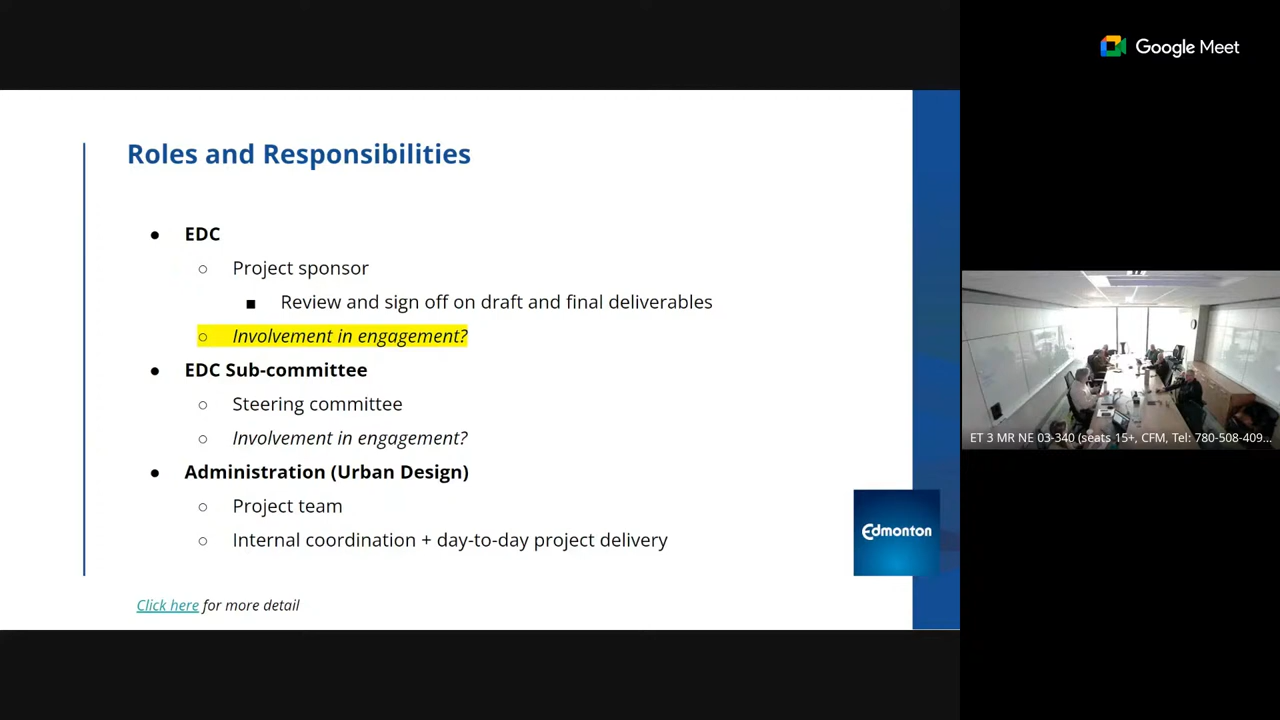 Google Meet
Roles and Responsibilities
● EDC
○ Project sponsor
■ Review and sign off on draft and final deliverables
○ Involvement in engagement?
● EDC Sub-committee
○ Steering committee
○ Involvement in engagement?
● Administration (Urban Design)
○ Project team
○ Internal coordination + day-to-day project delivery
Click here for more detail
Edmonton
ET 3 MR NE 03-340 (seats 15+, CFM, Tel: 780-508-409...